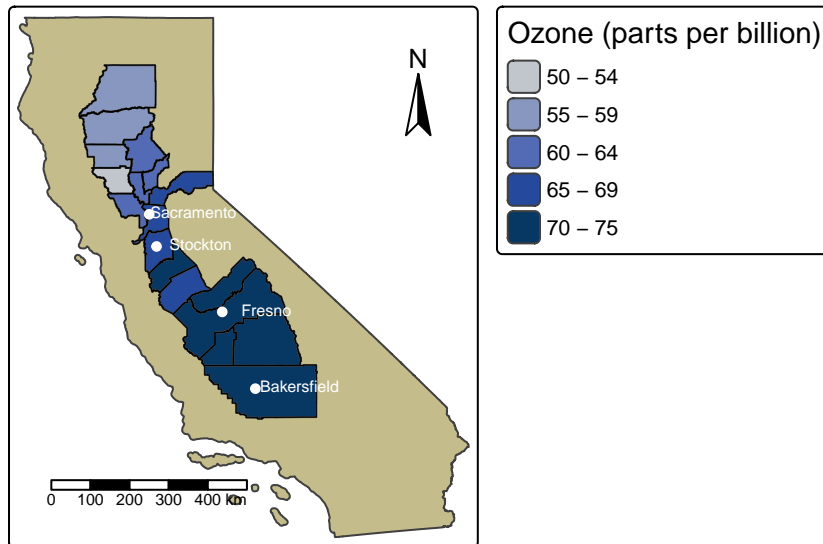 N
Sacramento
Stockton
Fresno
Bakersfield
0 100 200 300 400 km
Ozone (parts per billion)
50 – 54
55 – 59
60 – 64
65 – 69
70 – 75